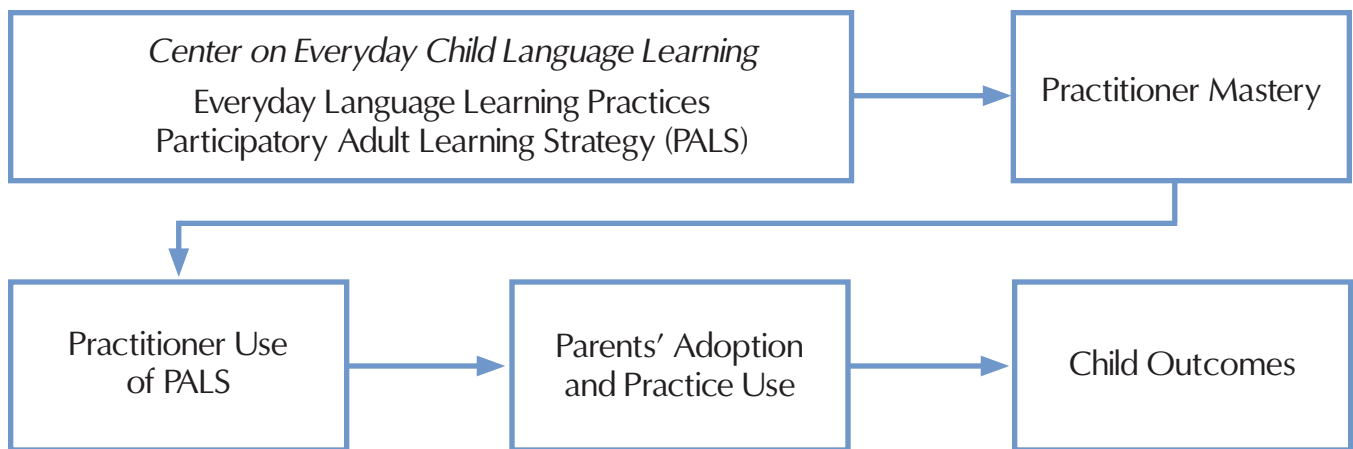 Center on Everyday Child Language Learning
Everyday Language Learning Practices
Participatory Adult Learning Strategy (PALS)
Practitioner Mastery
Practitioner Use
of PALS
Parents’ Adoption
and Practice Use
Child Outcomes